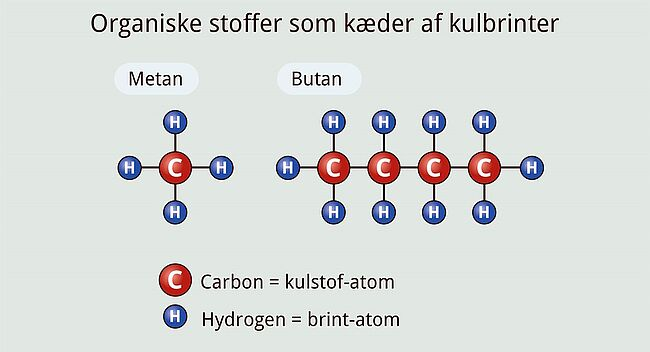 Organiske stoffer som kæder af kulbrinter
Metan Butan
H H H H H
H C H H C C C C H
H H H H H
C Carbon = kulstof-atom
H Hydrogen = brint-atom